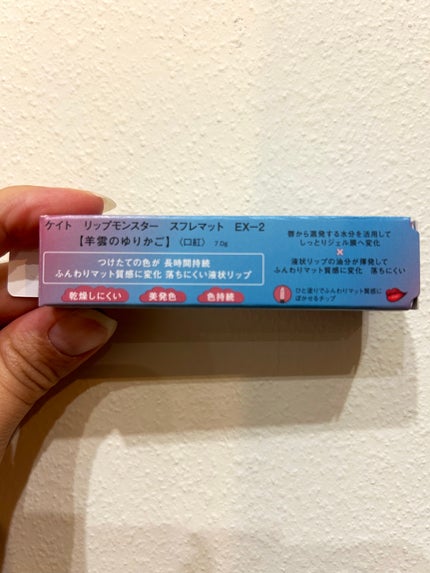 ケイト リップモンスター スフレマット EX−2
【羊雲のゆりかご】〈口紅〉 7.0g
つけたての色が 長時間持続
ふんわりマット質感に変化 落ちにくい液状リップ
乾燥しにくい 美発色 色持続
唇から蒸発する水分を活用して
しっとりジェル膜へ変化
×
液状リップの油分が揮発して
ふんわりマット質感に変化 落ちにくい
ひと塗りでふんわりマット質感に
ぼかせるチップ